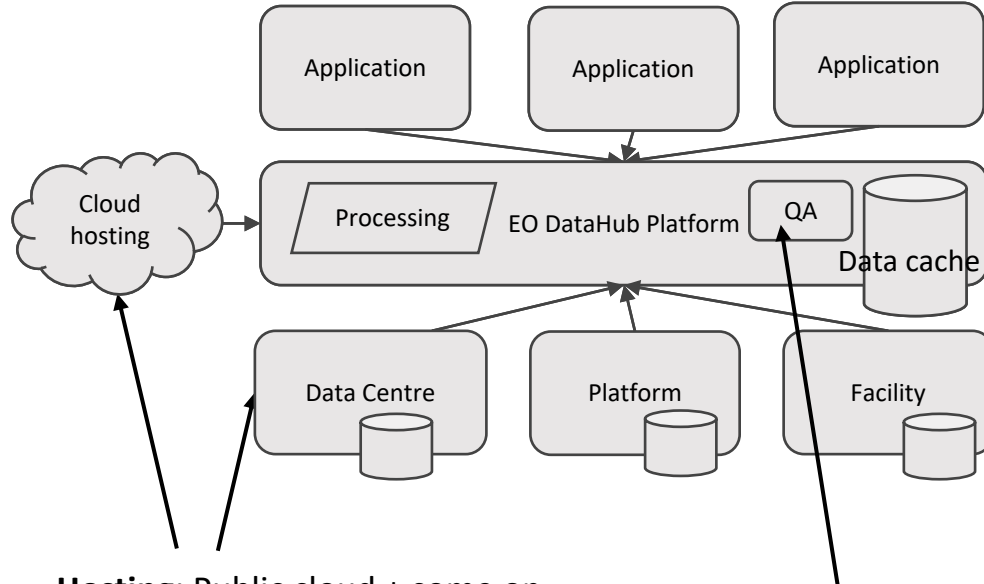 Application
Application
Application
Cloud
hosting
Processing
EO DataHub Platform
QA
Data cache
Data Centre
Platform
Facility
Hosting: Public cloud + some on